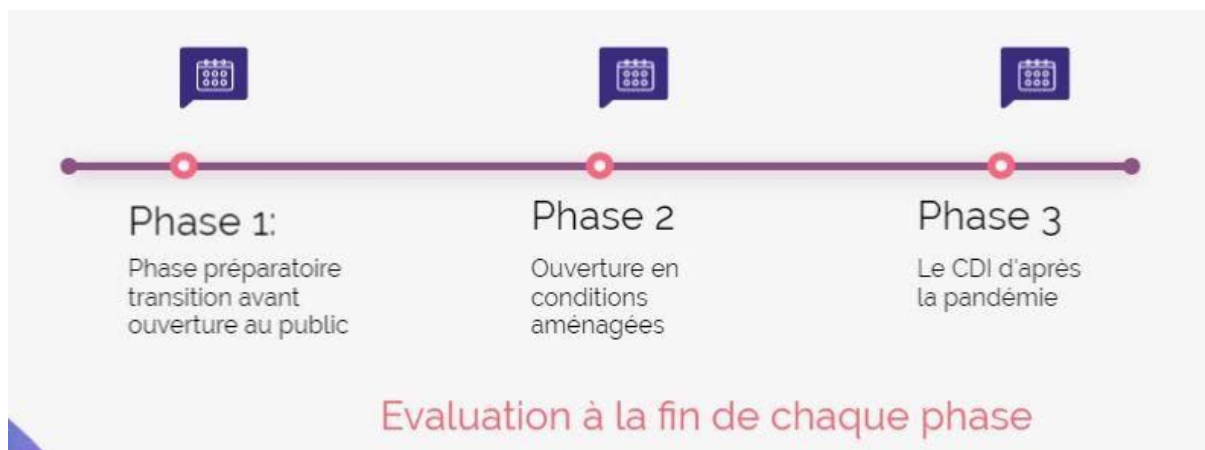 Phase 1:
Phase préparatoire
transition avant
ouverture au public
Phase 2
Ouverture en
conditions
aménagées
Phase 3
Le CDI d'après
la pandémie
Evaluation à la fin de chaque phase